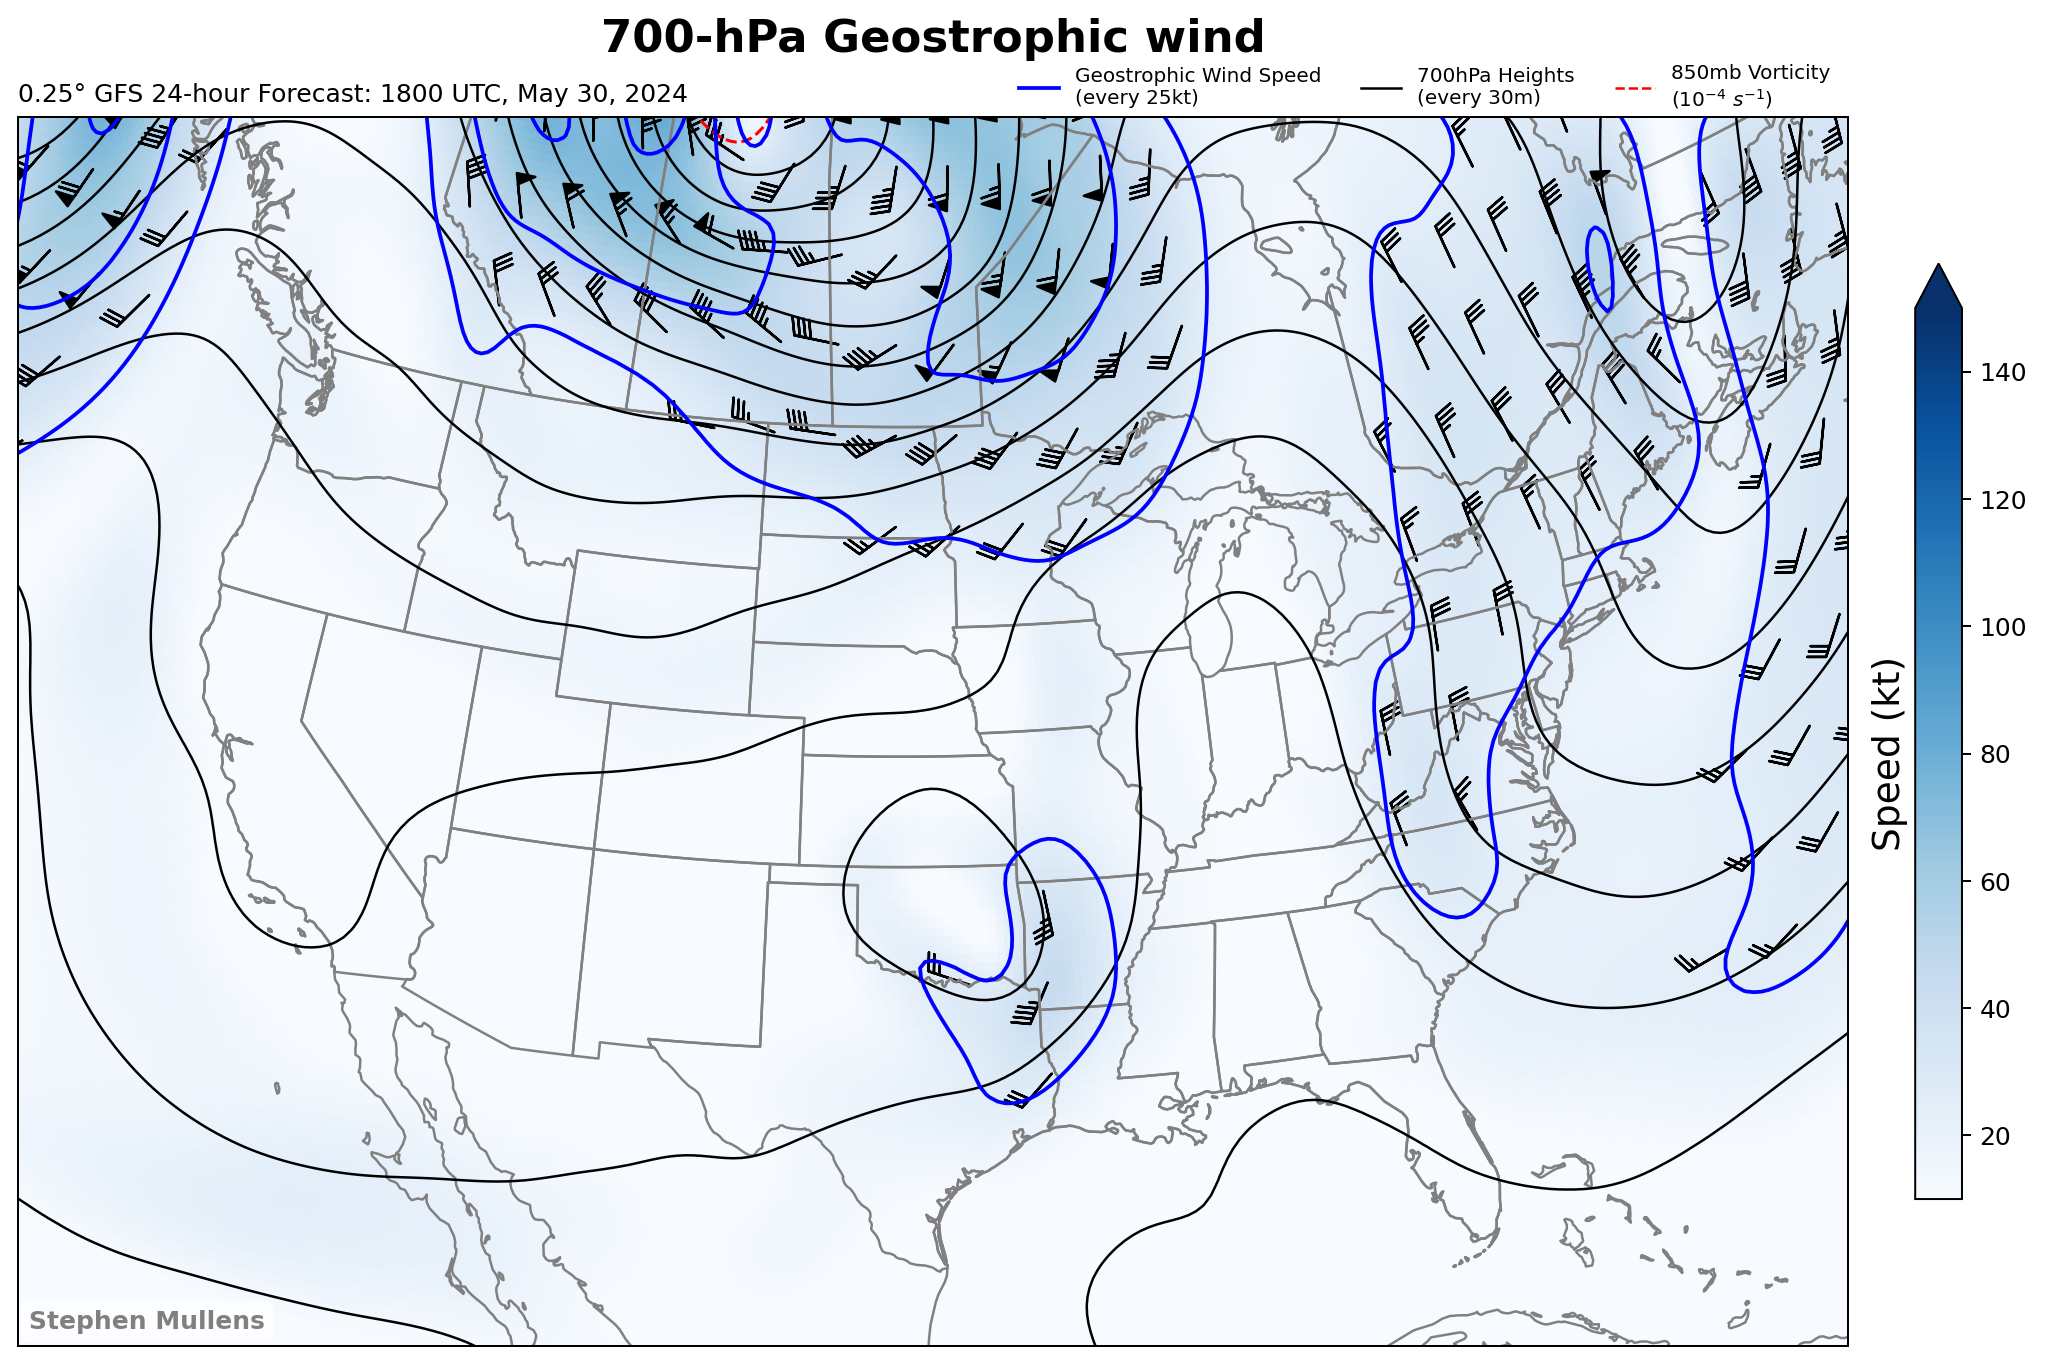 700-hPa Geostrophic wind
0.25° GFS 24-hour Forecast: 1800 UTC, May 30, 2024
Geostrophic Wind Speed
(every 25kt)
700hPa Heights
(every 30m)
850mb Vorticity
(10⁻⁴ s⁻¹)
140
120
100
80
60
40
20
Speed (kt)
Stephen Mullens